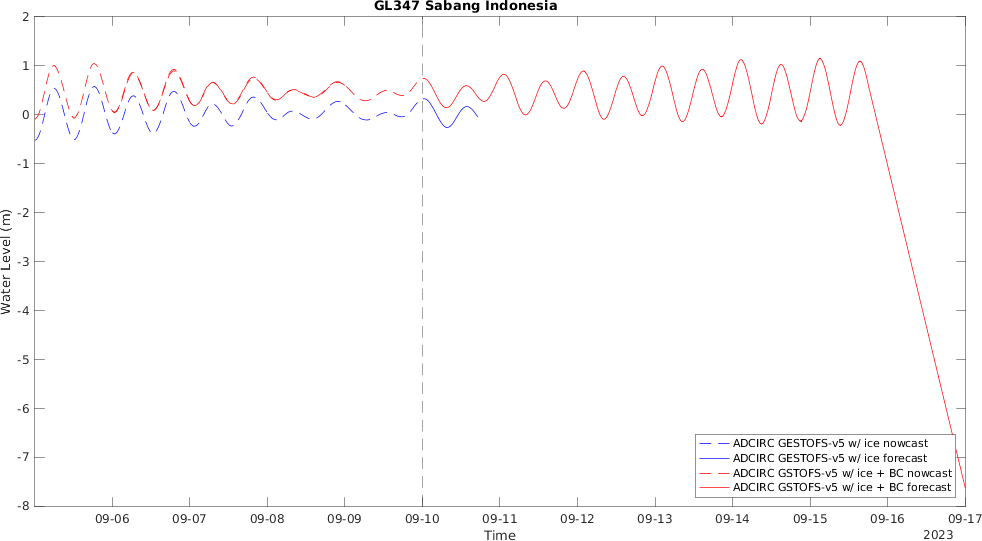 GL347 Sabang Indonesia
2
1
0
-1
-2
-3
-4
-5
-6
-7
-8
Water Level (m)
ADCIRC GESTOFS-v5 w/ ice nowcast
ADCIRC GESTOFS-v5 w/ ice forecast
ADCIRC GSTOFS-v5 w/ ice + BC nowcast
ADCIRC GSTOFS-v5 w/ ice + BC forecast
09-06 09-07 09-08 09-09 09-10 09-11 09-12 09-13 09-14 09-15 09-16 09-17
Time
2023